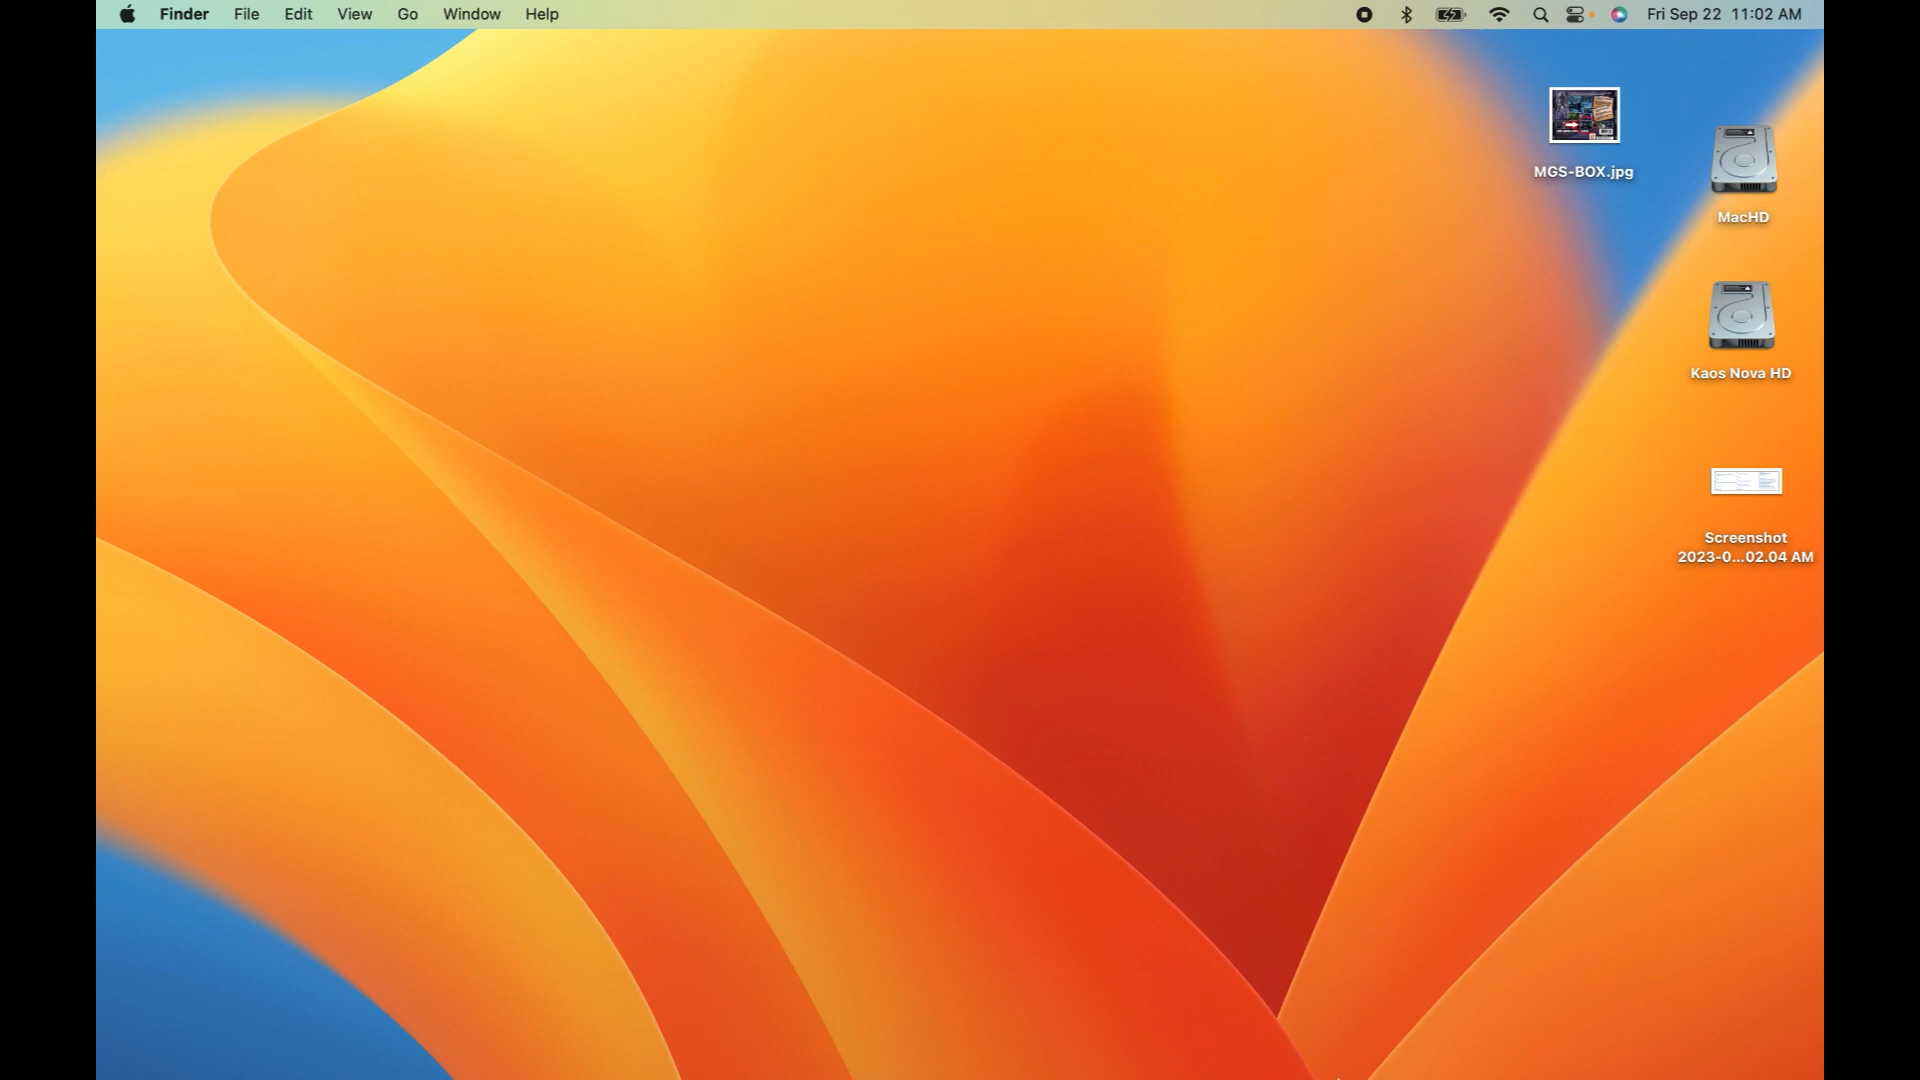 Finder File Edit View Go Window Help Fri Sep 22 11:02 AM
MGS-BOX.jpg
MacHD
Kaos Nova HD
Screenshot
2023-0...02.04 AM